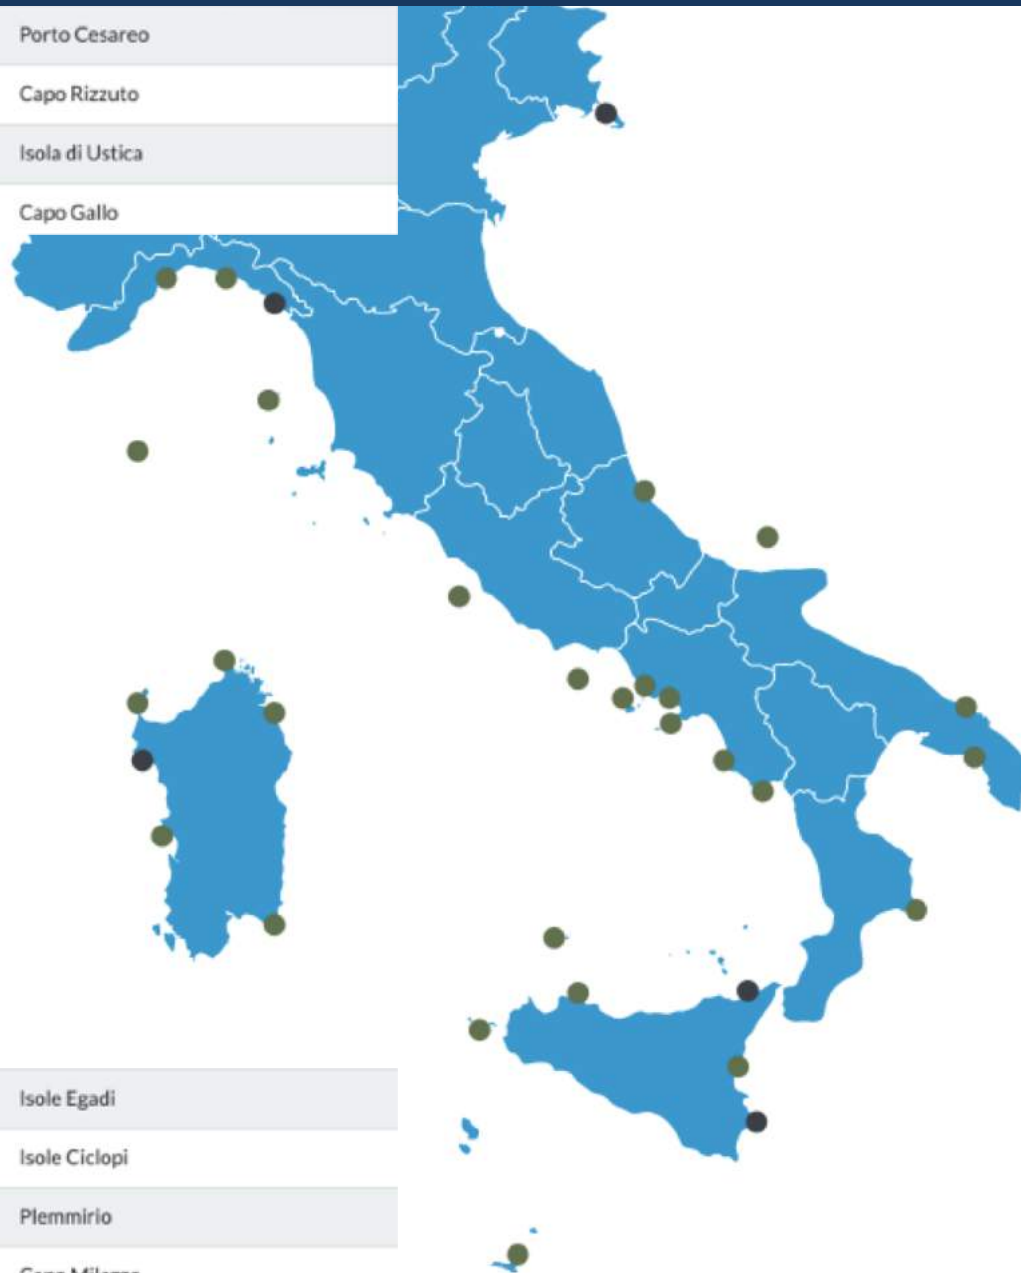 Porto Cesareo
Capo Rizzuto
Isola di Ustica
Capo Gallo
Isole Egadi
Isole Ciclopi
Plemmirio